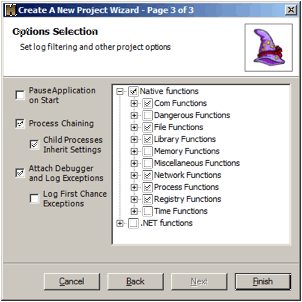 Create A New Project Wizard - Page 3 of 3
Options Selection
Set log filtering and other project options
Pause Application
on Start
Process Chaining
Child Processes
Inherit Settings
Attach Debugger
and Log Exceptions
Log First Chance
Exceptions
Native functions
Com Functions
Dangerous Functions
File Functions
Library Functions
Memory Functions
Miscellaneous Functions
Network Functions
Process Functions
Registry Functions
Time Functions
.NET functions
Cancel
Back
Next
Finish